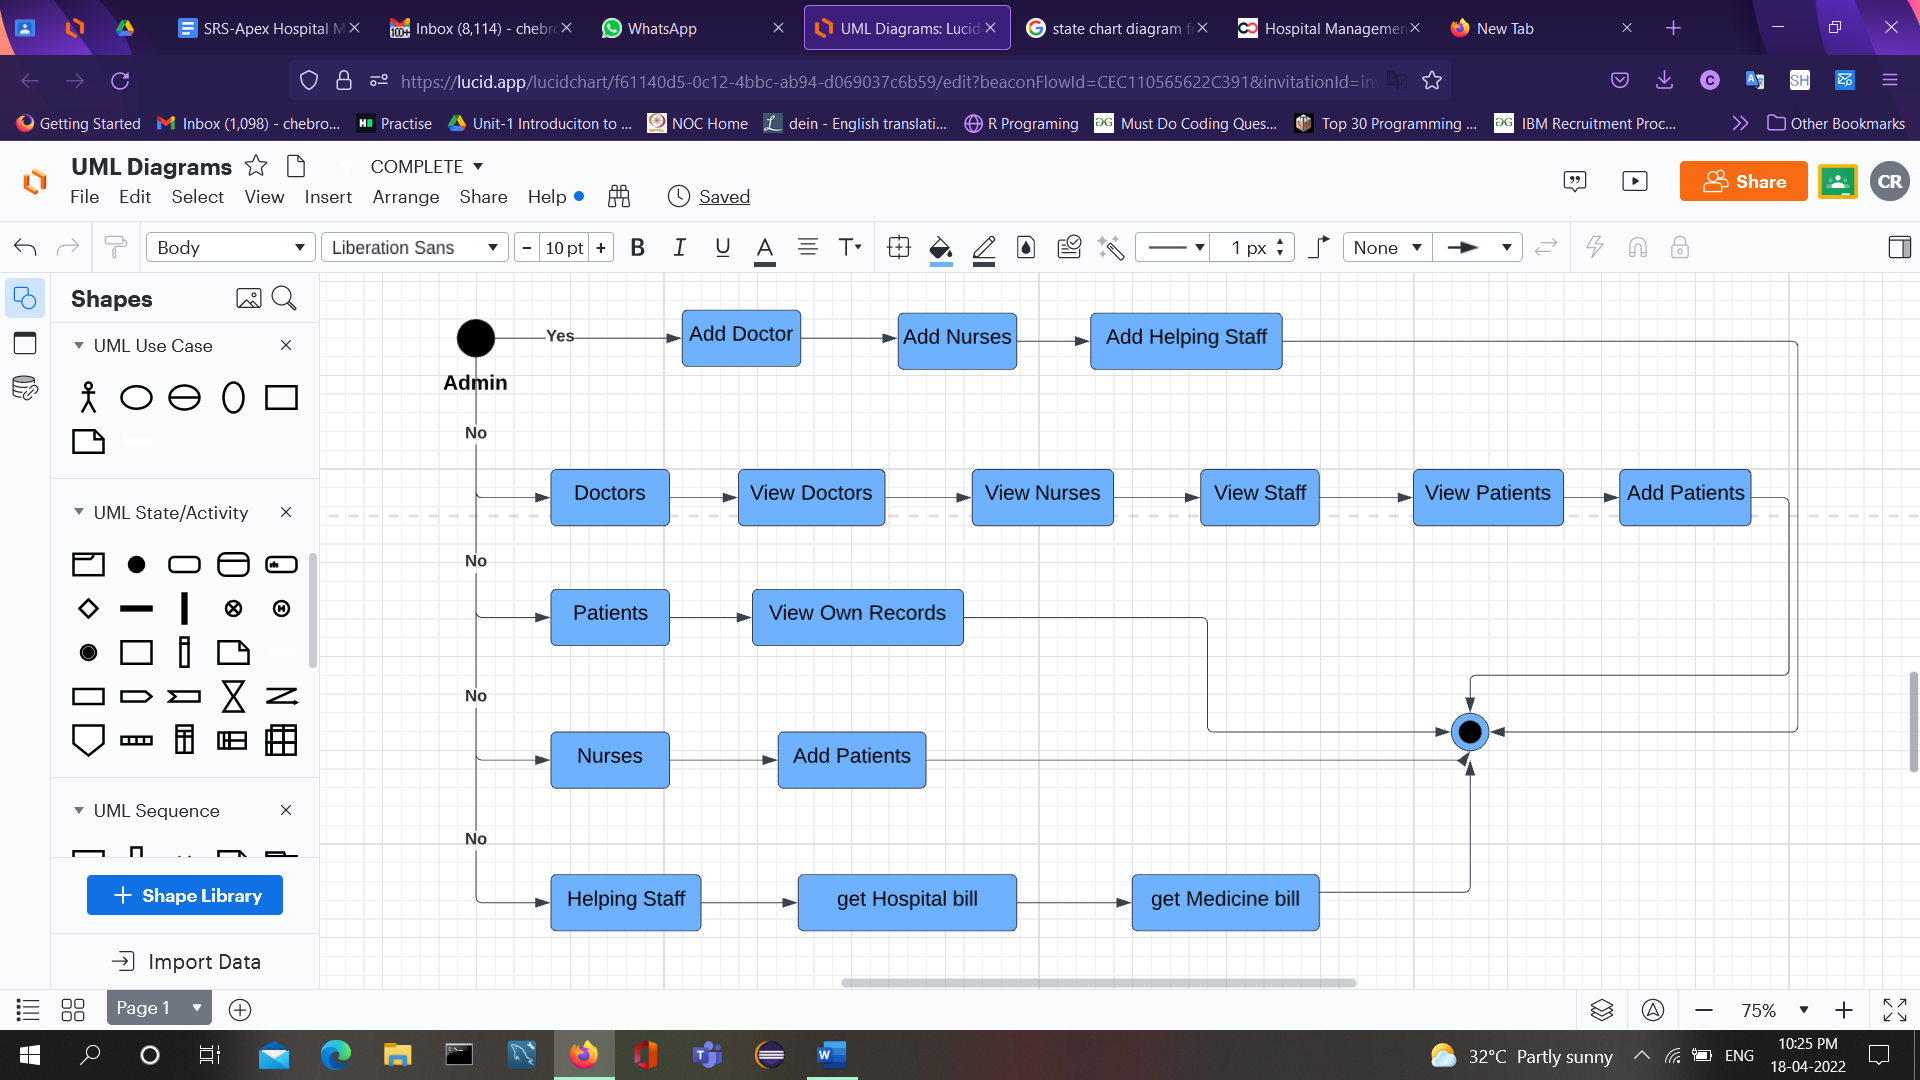 SRS-Apex Hospital M
Inbox (8,114) - chebro
WhatsApp
UML Diagrams: Lucid
state chart diagram f
Hospital Managemen
New Tab
https://lucid.app/lucidchart/f61140d5-0c12-4bbc-ab94-d069037c6b59/edit?beaconFlowId=CEC110565622C391&invitationId=in
Getting Started
Inbox (1,098) - chebro...
Practise
Unit-1 Introduciton to ...
NOC Home
dein - English translati...
R Programing
Must Do Coding Ques...
Top 30 Programming ...
IBM Recruitment Proc...
Other Bookmarks
UML Diagrams
COMPLETE
File Edit Select View Insert Arrange Share Help
Saved
Share
CR
Body
Liberation Sans
- 10 pt +
B I U A T
1 px
None
Shapes
UML Use Case
UML State/Activity
UML Sequence
+ Shape Library
Import Data
Yes
Add Doctor
Add Nurses
Add Helping Staff
Admin
No
Doctors
View Doctors
View Nurses
View Staff
View Patients
Add Patients
No
Patients
View Own Records
No
Nurses
Add Patients
No
Helping Staff
get Hospital bill
get Medicine bill
Page 1
75%
32°C Partly sunny
ENG
10:25 PM
18-04-2022